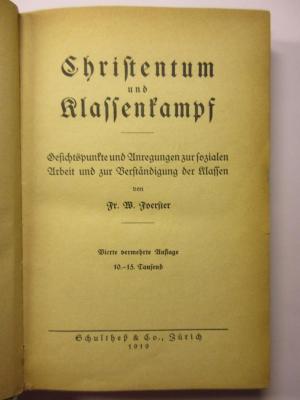 Christentum
und
Klassenkampf
Gesichtspunkte und Anregungen zur sozialen
Arbeit und zur Verständigung der Klassen
von
Fr. W. Foerster
Vierte vermehrte Auflage
10.–15. Tausend
Schultheß & Co., Zürich
1919